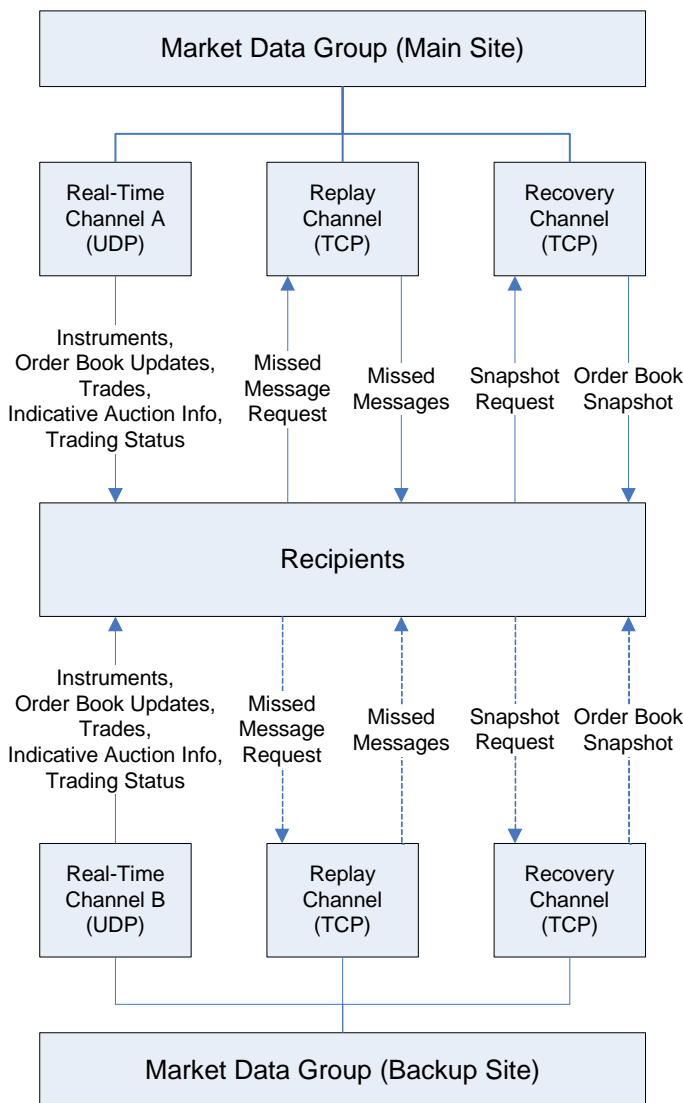 Market Data Group (Main Site)
Real-Time
Channel A
(UDP)
Replay
Channel
(TCP)
Recovery
Channel
(TCP)
Instruments,
Order Book Updates,
Trades,
Indicative Auction Info,
Trading Status
Missed
Message
Request
Missed
Messages
Snapshot
Request
Order Book
Snapshot
Recipients
Instruments,
Order Book Updates,
Trades,
Indicative Auction Info,
Trading Status
Missed
Message
Request
Missed
Messages
Snapshot
Request
Order Book
Snapshot
Real-Time
Channel B
(UDP)
Replay
Channel
(TCP)
Recovery
Channel
(TCP)
Market Data Group (Backup Site)